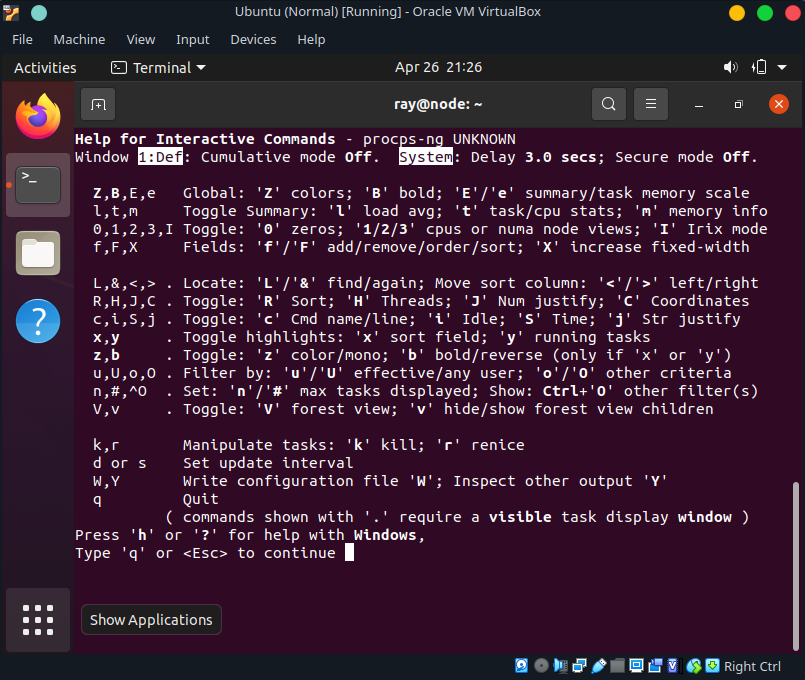 Ubuntu (Normal) [Running] - Oracle VM VirtualBox
File Machine View Input Devices Help
Activities Terminal Apr 26 21:26
ray@node: ~
Help for Interactive Commands - procps-ng UNKNOWN
Window 1:Def: Cumulative mode Off. System: Delay 3.0 secs; Secure mode Off.
Z,B,E,e Global: 'Z' colors; 'B' bold; 'E'/'e' summary/task memory scale
l,t,m Toggle Summary: 'l' load avg; 't' task/cpu stats; 'm' memory info
0,1,2,3,I Toggle: '0' zeros; '1/2/3' cpus or numa node views; 'I' Irix mode
f,F,X Fields: 'f'/'F' add/remove/order/sort; 'X' increase fixed-width
L,&,<,> . Locate: 'L'/'&' find/again; Move sort column: '<'/'>' left/right
R,H,J,C . Toggle: 'R' Sort; 'H' Threads; 'J' Num justify; 'C' Coordinates
c,i,S,j . Toggle: 'c' Cmd name/line; 'i' Idle; 'S' Time; 'j' Str justify
x,y . Toggle highlights: 'x' sort field; 'y' running tasks
z,b . Toggle: 'z' color/mono; 'b' bold/reverse (only if 'x' or 'y')
u,U,o,O . Filter by: 'u'/'U' effective/any user; 'o'/'O' other criteria
n,#,^O . Set: 'n'/'#' max tasks displayed; Show: Ctrl+'O' other filter(s)
V,v . Toggle: 'V' forest view; 'v' hide/show forest view children
k,r Manipulate tasks: 'k' kill; 'r' renice
d or s Set update interval
W,Y Write configuration file 'W'; Inspect other output 'Y'
q Quit
( commands shown with '.' require a visible task display window )
Press 'h' or '?' for help with Windows,
Type 'q' or <Esc> to continue
Show Applications
Right Ctrl